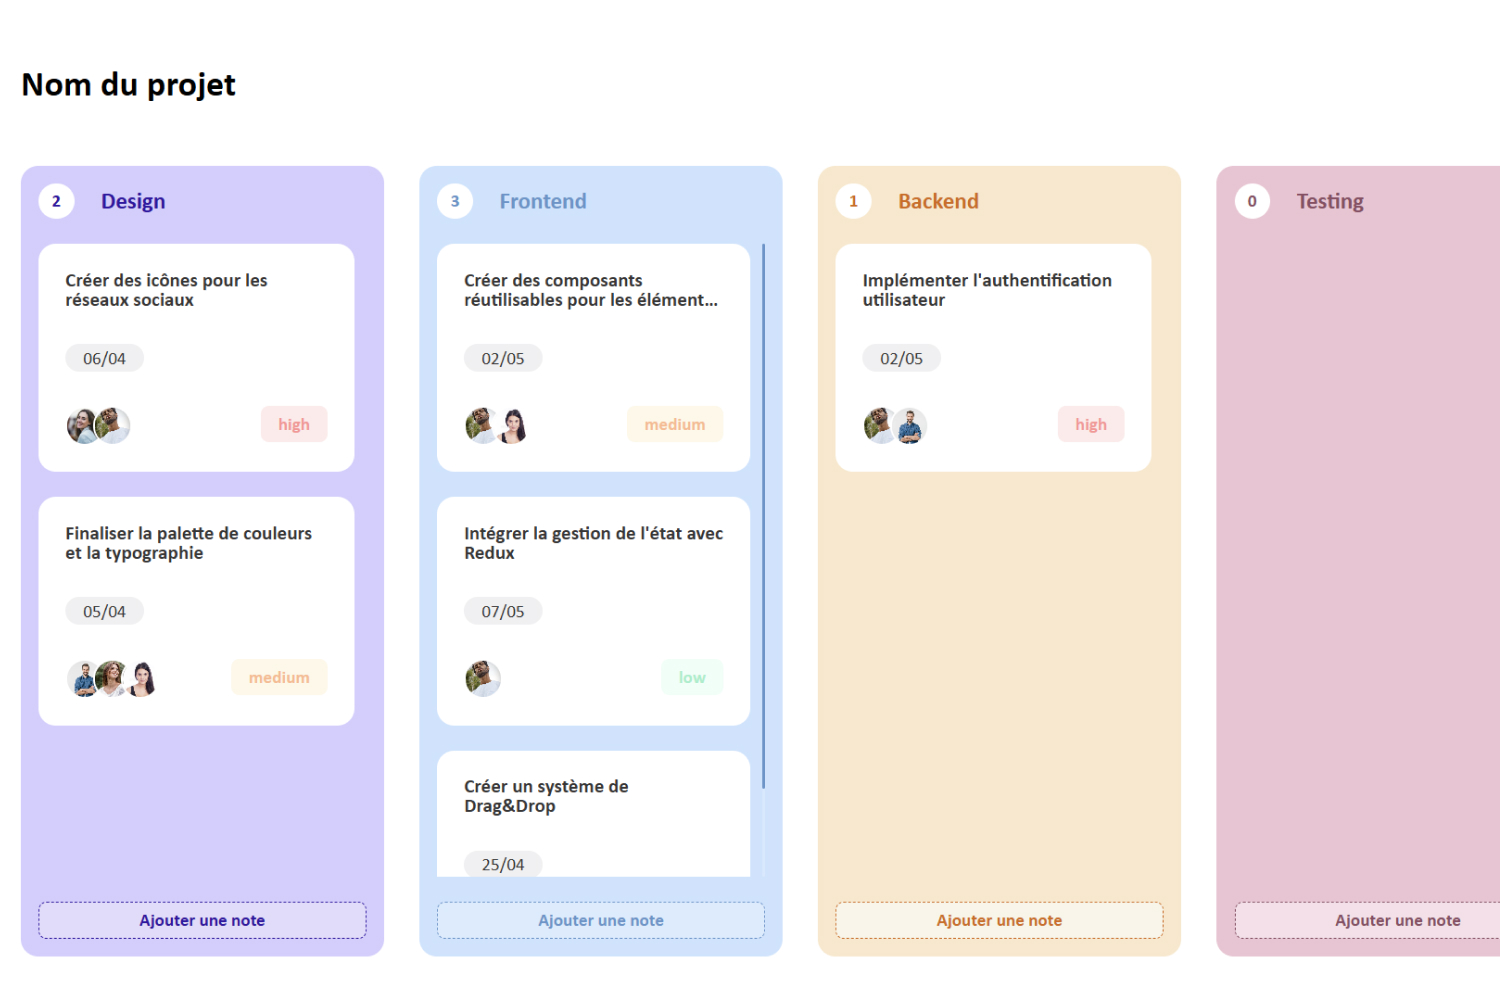 Nom du projet
2 Design
Créer des icônes pour les
réseaux sociaux
06/04
high
Finaliser la palette de couleurs
et la typographie
05/04
medium
Ajouter une note
3 Frontend
Créer des composants
réutilisables pour les élément...
02/05
medium
Intégrer la gestion de l'état avec
Redux
07/05
low
Créer un système de
Drag&Drop
25/04
Ajouter une note
1 Backend
Implémenter l'authentification
utilisateur
02/05
high
Ajouter une note
0 Testing
Ajouter une note